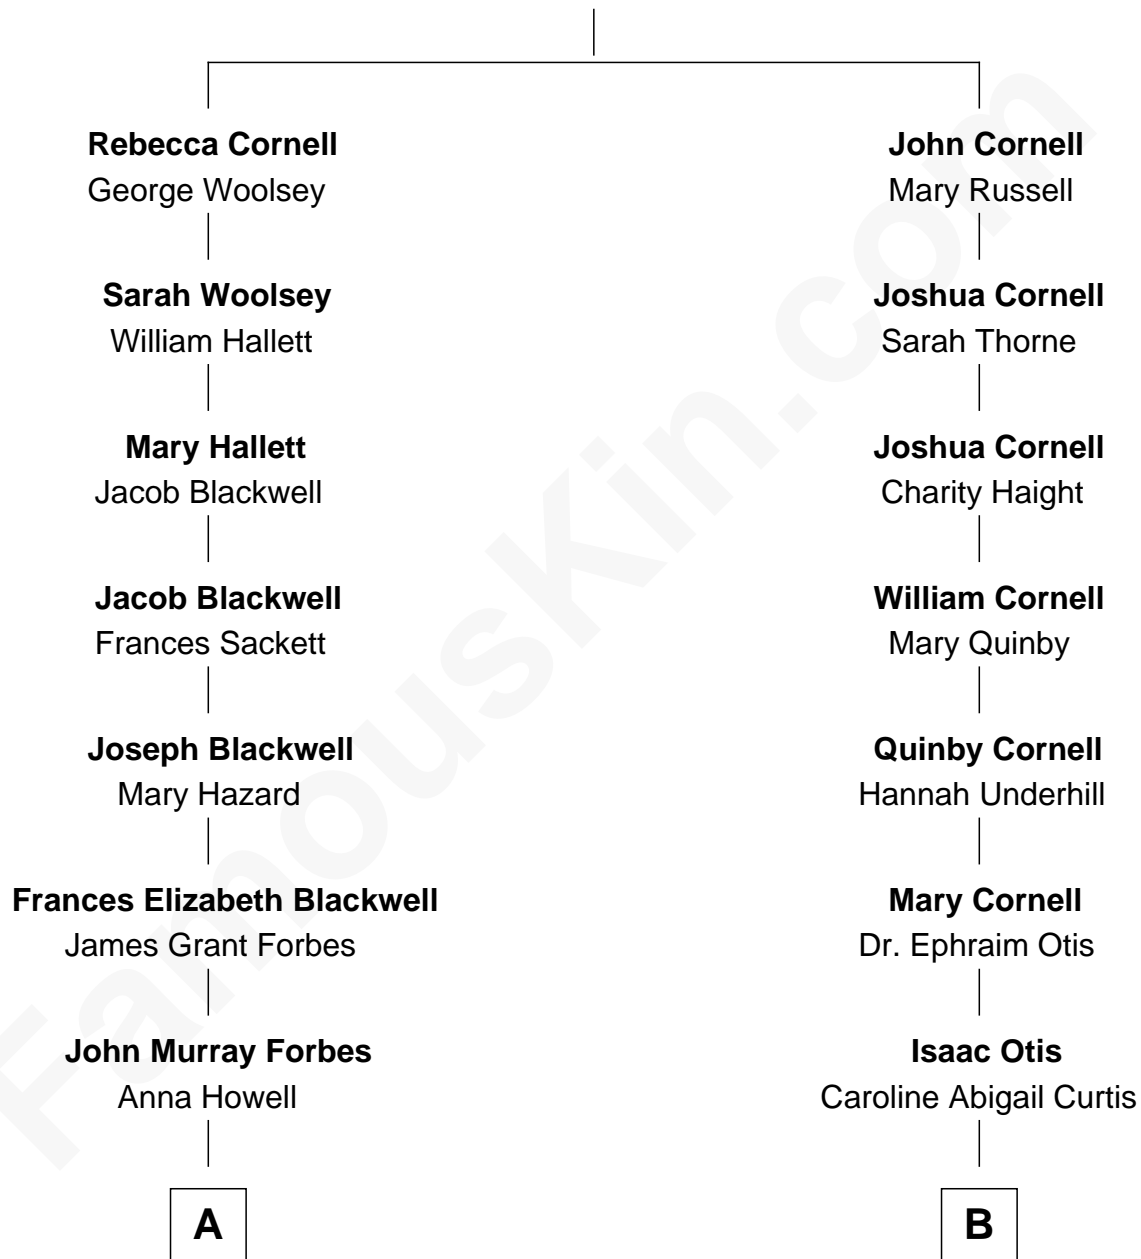 Rebecca Cornell
George Woolsey
Sarah Woolsey
William Hallett
Mary Hallett
Jacob Blackwell
Jacob Blackwell
Frances Sackett
Joseph Blackwell
Mary Hazard
Frances Elizabeth Blackwell
James Grant Forbes
John Murray Forbes
Anna Howell
A
John Cornell
Mary Russell
Joshua Cornell
Sarah Thorne
Joshua Cornell
Charity Haight
William Cornell
Mary Quinby
Quinby Cornell
Hannah Underhill
Mary Cornell
Dr. Ephraim Otis
Isaac Otis
Caroline Abigail Curtis
B
FamousKin.com